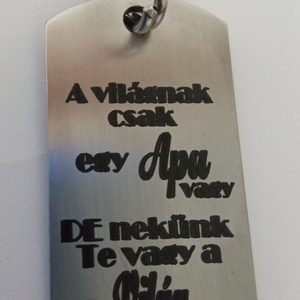 A világnak
csak
egy Apa
vagy
DE nekünk
Te vagy a